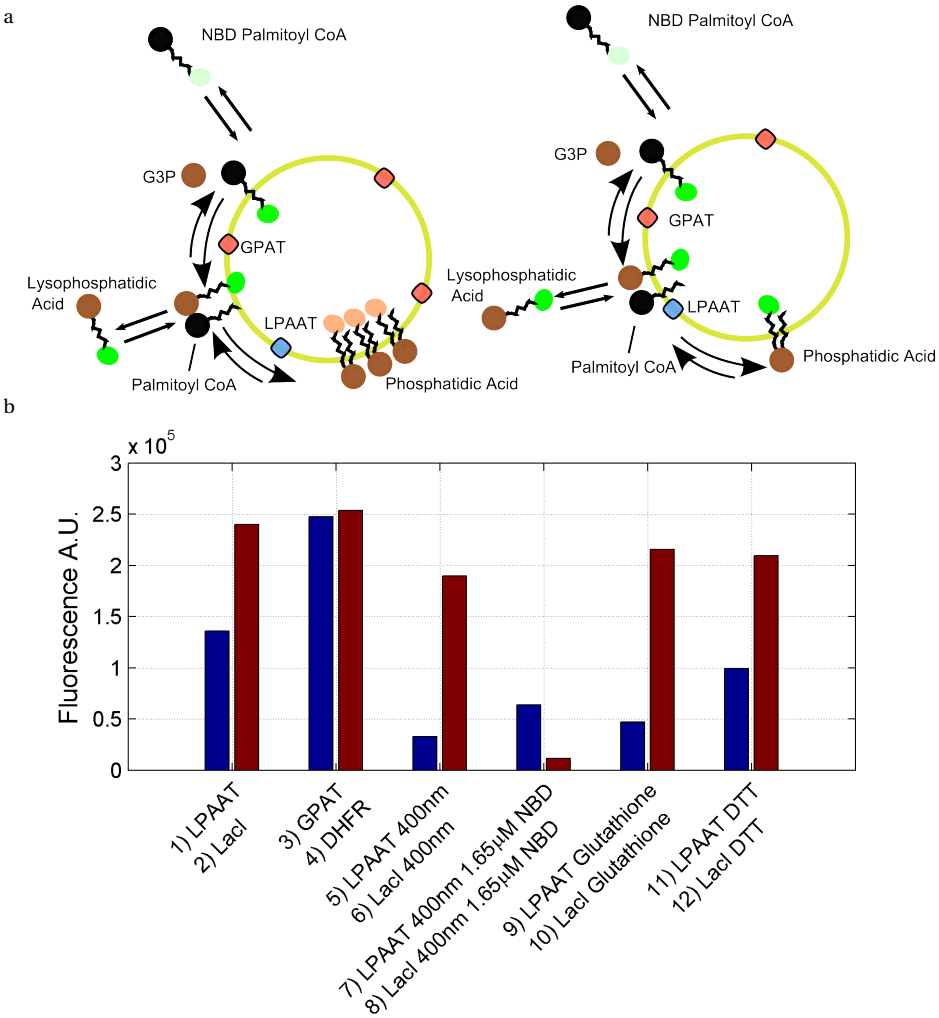 a
NBD Palmitoyl CoA
G3P
GPAT
Lysophosphatidic
Acid
LPAAT
Palmitoyl CoA
Phosphatidic Acid
NBD Palmitoyl CoA
G3P
GPAT
Lysophosphatidic
Acid
LPAAT
Palmitoyl CoA
Phosphatidic Acid
b
x 10⁵
3
2.5
2
1.5
1
0.5
0
Fluorescence A.U.
1) LPAAT
2) LacI
3) GPAT
4) DHFR
5) LPAAT 400nm
6) LacI 400nm
7) LPAAT 400nm 1.65μM NBD
8) LacI 400nm 1.65μM NBD
9) LPAAT Glutathione
10) LacI Glutathione
11) LPAAT DTT
12) LacI DTT